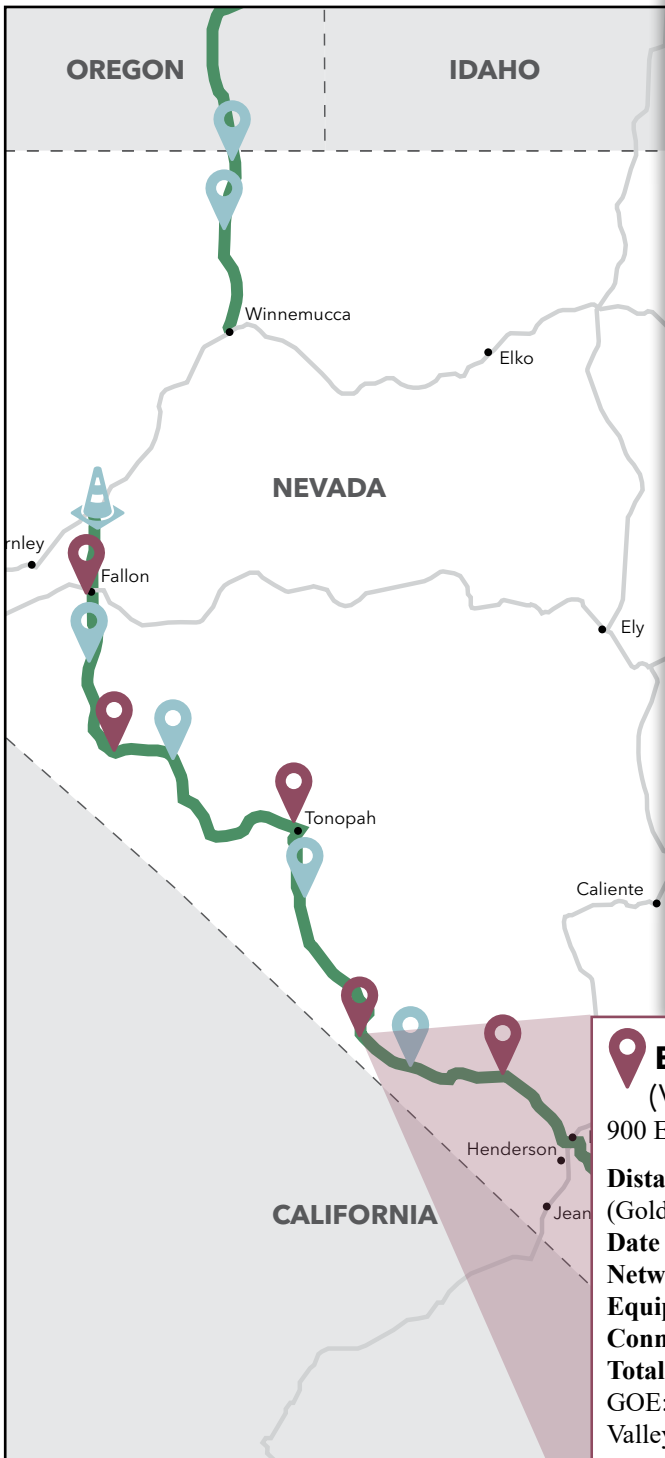 OREGON
IDAHO
Winnemucca
Elko
NEVADA
rnley
Fallon
Ely
Tonopah
Caliente
Henderson
Jean
CALIFORNIA
(V
900 E
Dista
(Gold
Date
Netw
Equip
Conn
Total
GOE:
Valley